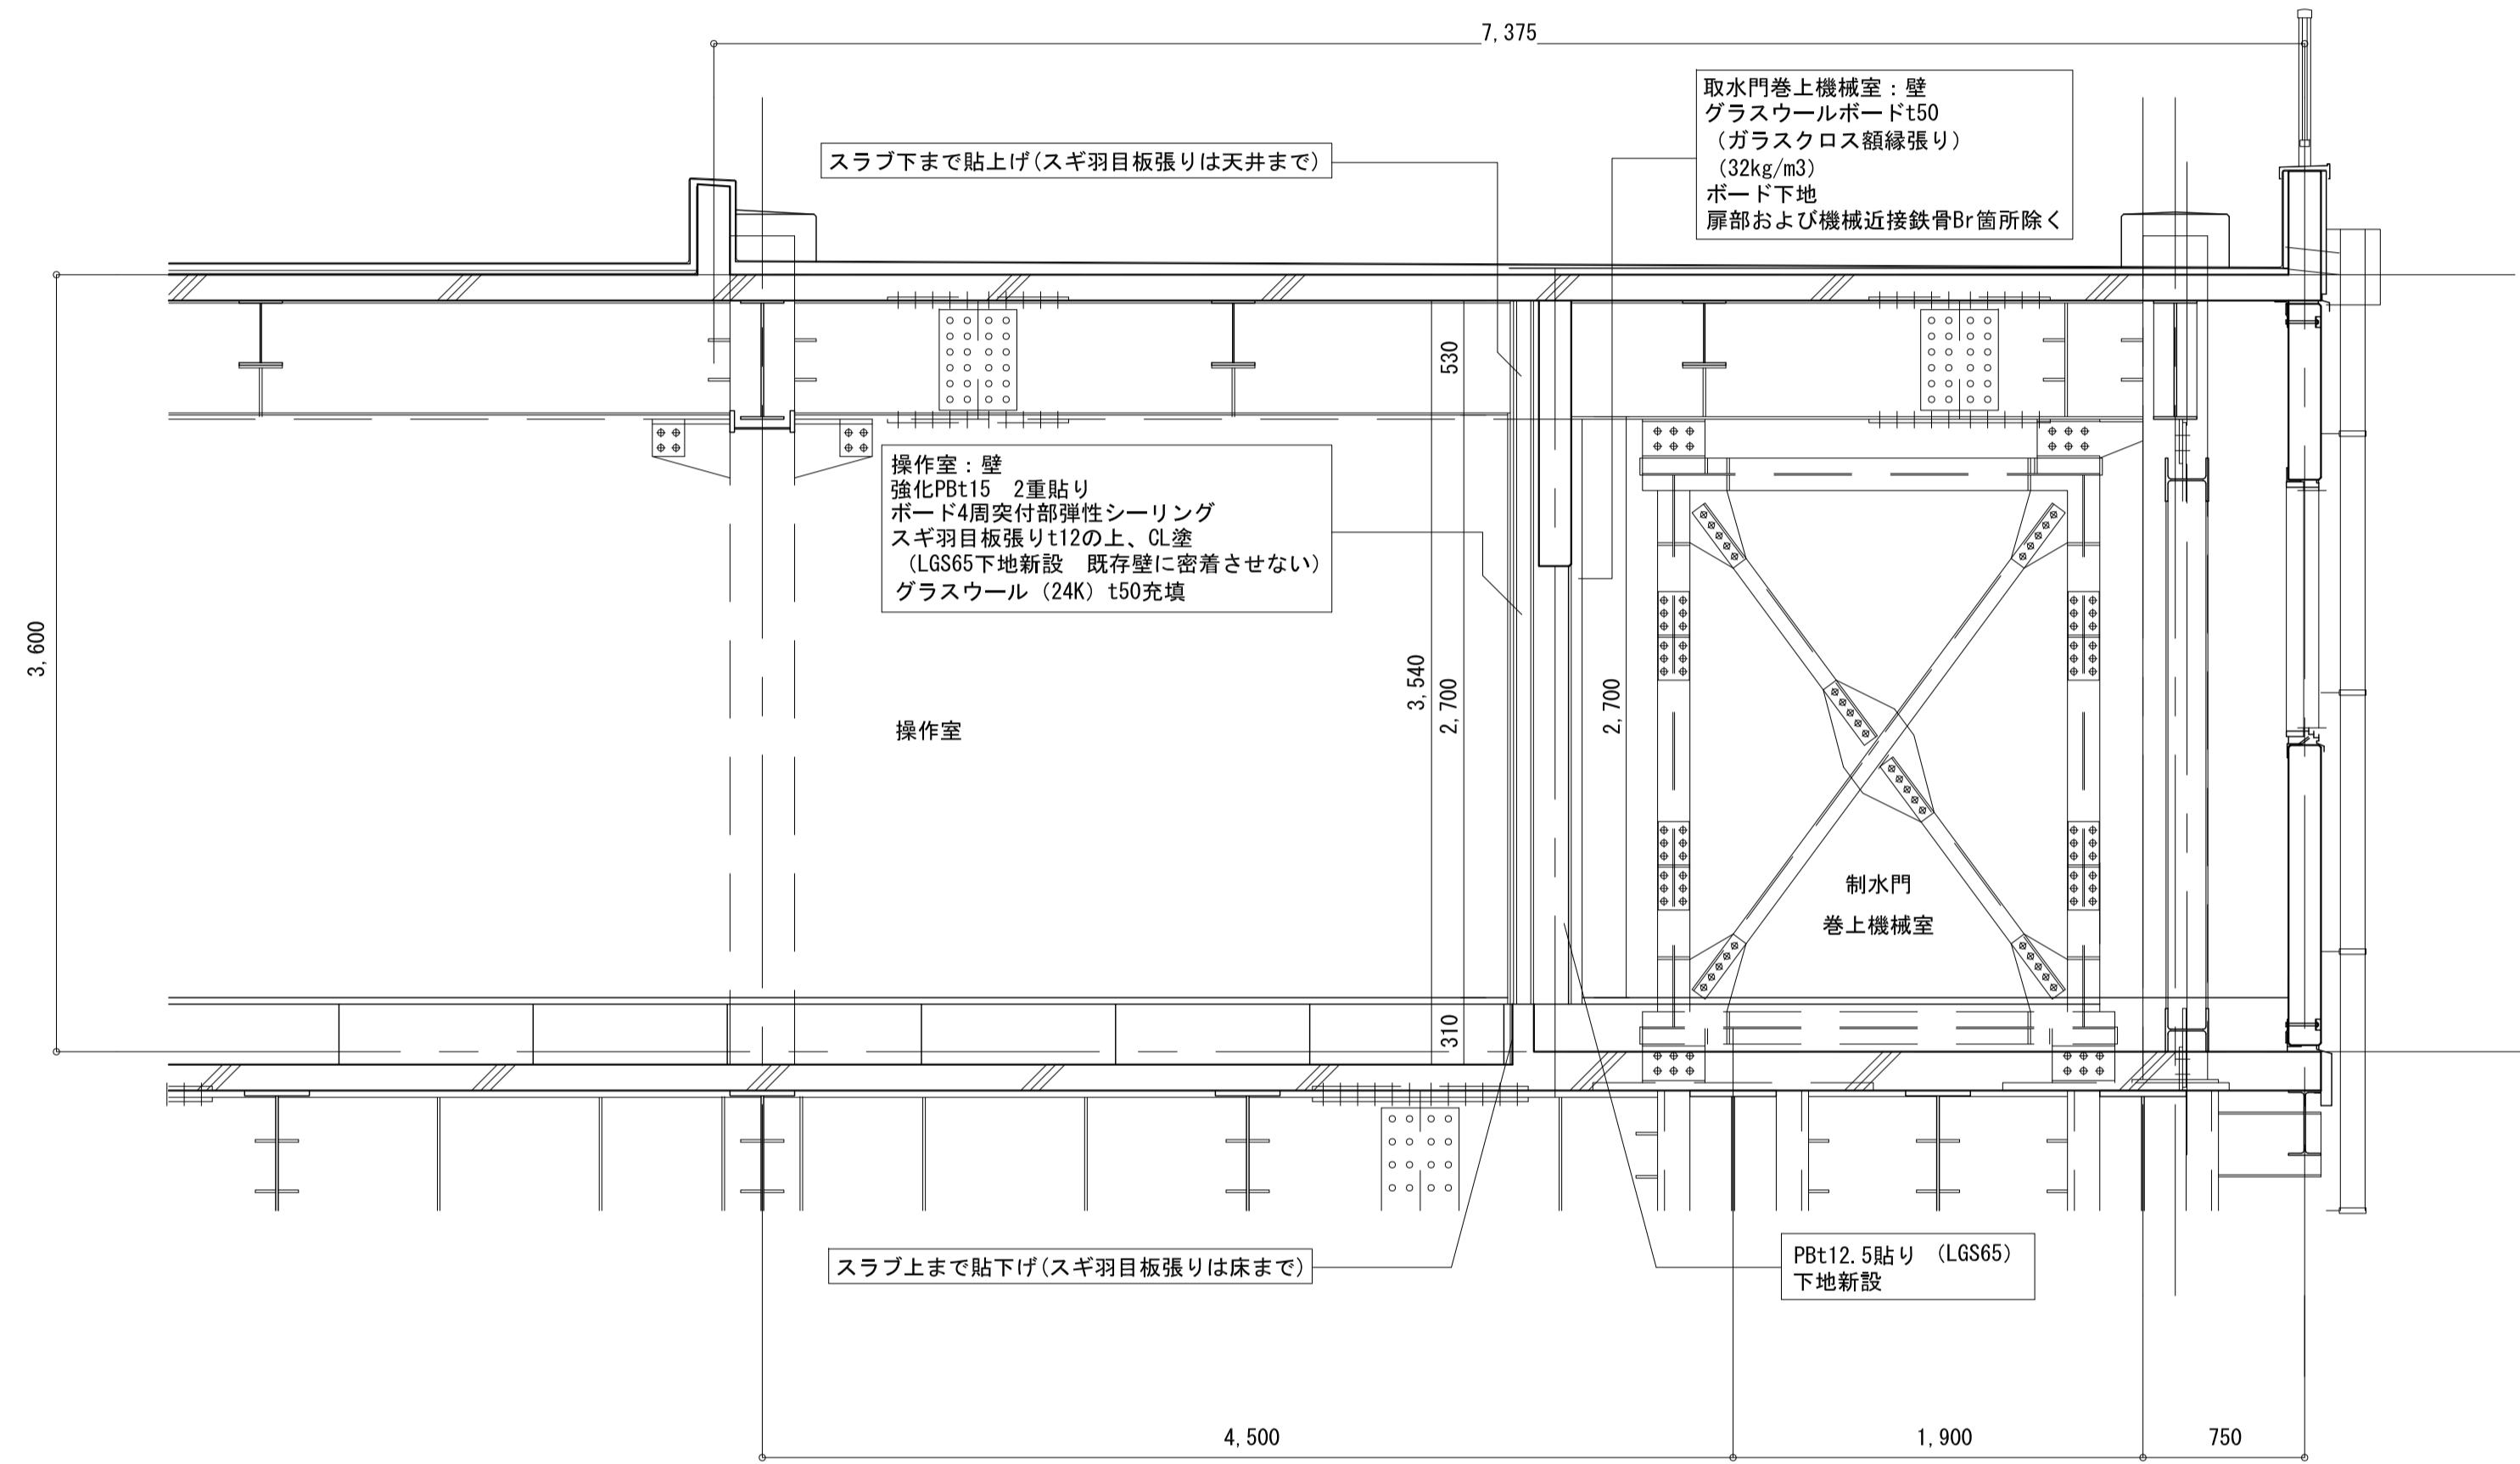 7,375
取水門巻上機械室：壁
グラスウールボードt50
（ガラスクロス額縁張り）
（32kg/m3）
ボード下地
扉部および機械近接鉄骨Br箇所除く
スラブ下まで貼上げ(スギ羽目板張りは天井まで)
530
操作室：壁
強化PBt15　2重貼り
ボード4周突付部弾性シーリング
スギ羽目板張りt12の上、CL塗
（LGS65下地新設　既存壁に密着させない）
グラスウール（24K）t50充填
3,600
3,540
2,700
2,700
操作室
制水門
巻上機械室
310
スラブ上まで貼下げ(スギ羽目板張りは床まで)
PBt12.5貼り　（LGS65）
下地新設
4,500
1,900
750